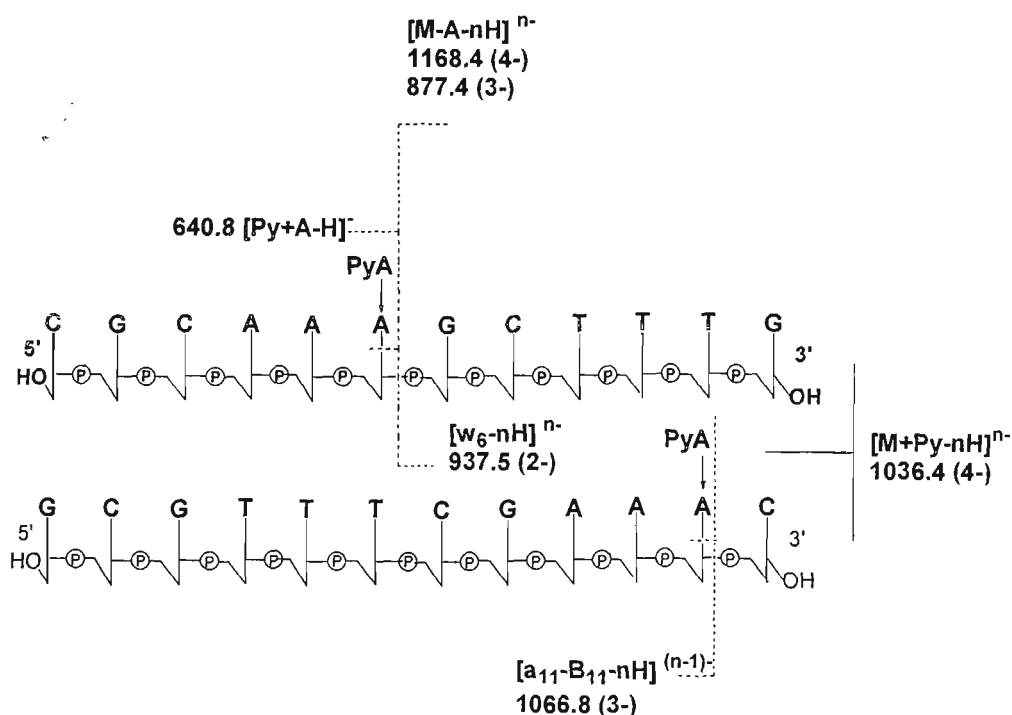 [M-A-nH] n-
1168.4 (4-)
877.4 (3-)
640.8 [Py+A-H]-
PyA
C G C A A A G C T T T G
5' 3'
HO P P P P P P P P P P P OH
[w6-nH] n-
937.5 (2-)
PyA
[M+Py-nH]n-
1036.4 (4-)
G C G T T T C G A A A C
5' 3'
HO P P P P P P P P P P P OH
[a11-B11-nH] (n-1)-
1066.8 (3-)